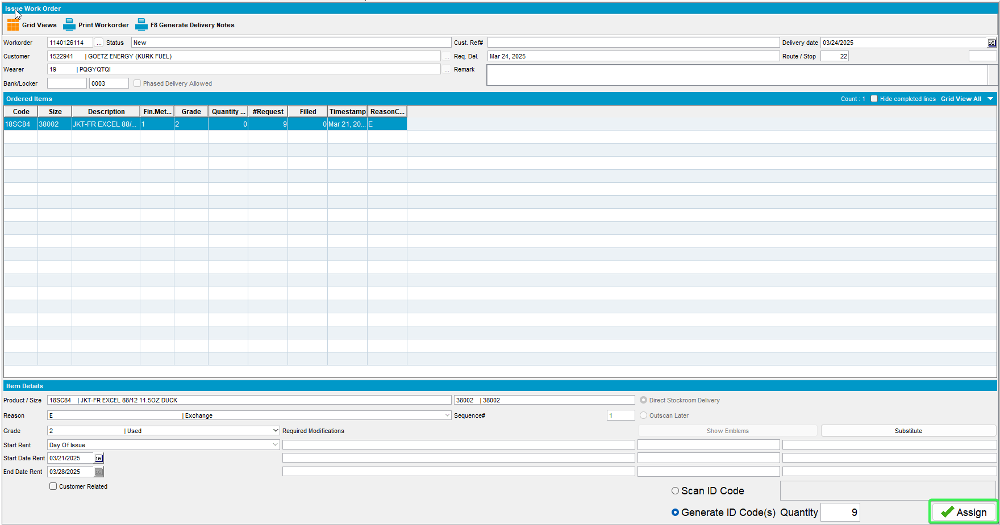 Issue Work Order
Grid Views Print Workorder F8 Generate Delivery Notes
Workorder 1140126114 ... Status New Cust. Ref# Delivery date 03/24/2025 16
Customer 1522941 | GOETZ ENERGY (KURK FUEL) ... Req. Del. Mar 24, 2025 Route / Stop 22
Wearer 19 | PQGYQTQI ... Remark
Bank/Locker 0003 Phased Delivery Allowed
Ordered Items Count : 1 Hide completed lines Grid View All
Code Size Description Fin.Met... Grade Quantity ... #Request Filled Timestamp ReasonC...
18SC84 38002 JKT-FR EXCEL 88/... 1 2 0 9 0 Mar 21, 20... E
Item Details
Product / Size 18SC84 | JKT-FR EXCEL 88/12 11.5OZ DUCK 38002 | 38002 Direct Stockroom Delivery
Reason E | Exchange Sequence# 1 Outscan Later
Grade 2 | Used Required Modifications Show Emblems Substitute
Start Rent Day Of Issue
Start Date Rent 03/21/2025 16
End Date Rent 03/28/2025 16
Customer Related
Scan ID Code
Generate ID Code(s) Quantity 9 Assign